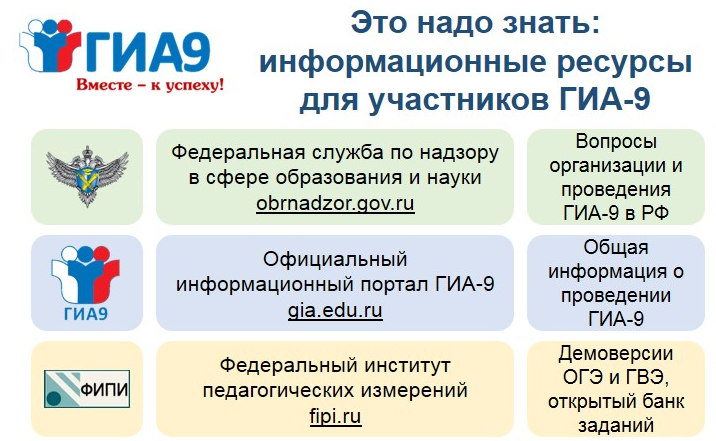 ГИА9
Вместе – к успеху!
Это надо знать:
информационные ресурсы
для участников ГИА-9
Федеральная служба по надзору
в сфере образования и науки
obrnadzor.gov.ru
Вопросы
организации и
проведения
ГИА-9 в РФ
ГИА9
Официальный
информационный портал ГИА-9
gia.edu.ru
Общая
информация о
проведении
ГИА-9
ФИПИ
Федеральный институт
педагогических измерений
fipi.ru
Демоверсии
ОГЭ и ГВЭ,
открытый банк
заданий